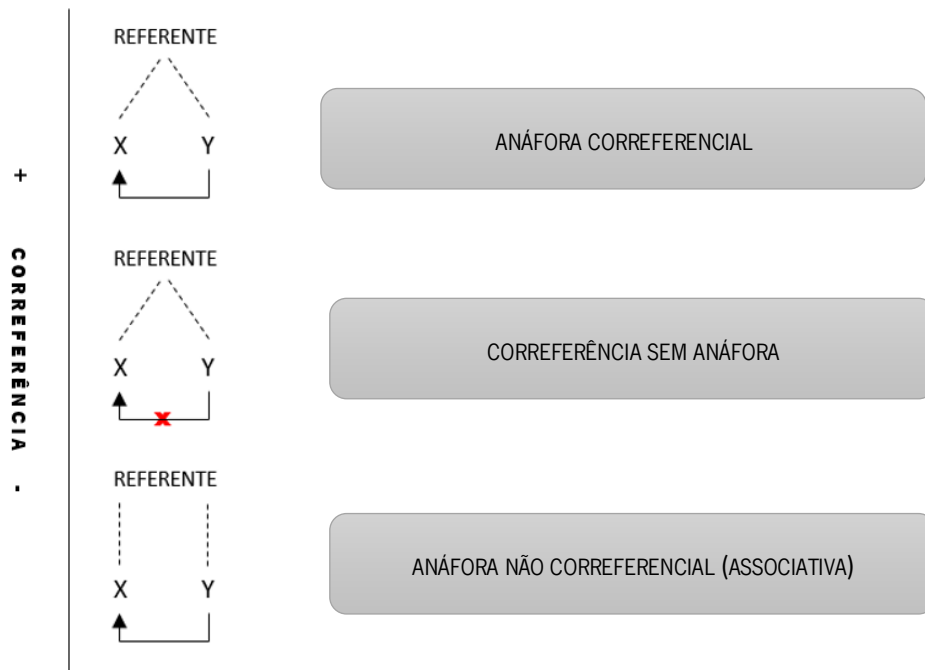 + CORREFERÊNCIA -
REFERENTE
X Y
ANÁFORA CORREFERENCIAL
REFERENTE
X Y
CORREFERÊNCIA SEM ANÁFORA
REFERENTE
X Y
ANÁFORA NÃO CORREFERENCIAL (ASSOCIATIVA)